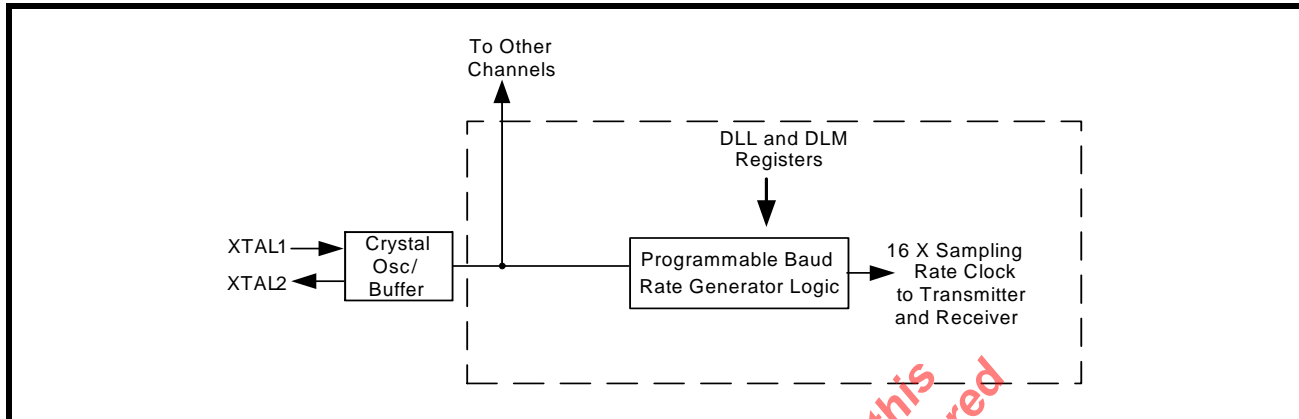 To Other
Channels
DLL and DLM
Registers
XTAL1
XTAL2
Crystal
Osc/
Buffer
Programmable Baud
Rate Generator Logic
16 X Sampling
Rate Clock
to Transmitter
and Receiver
this